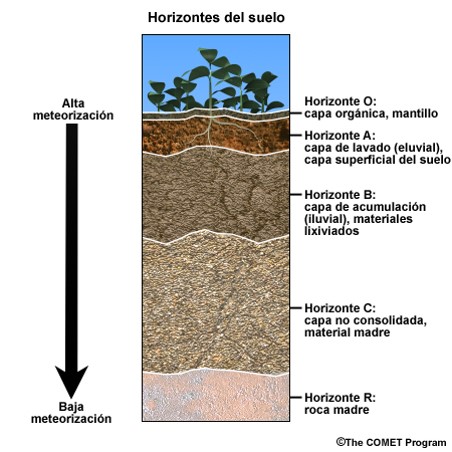 Horizontes del suelo
Alta
meteorización
Horizonte O:
capa orgánica, mantillo
Horizonte A:
capa de lavado (eluvial),
capa superficial del suelo
Horizonte B:
capa de acumulación
(iluvial), materiales
lixiviados
Horizonte C:
capa no consolidada,
material madre
Baja
meteorización
Horizonte R:
roca madre
©The COMET Program